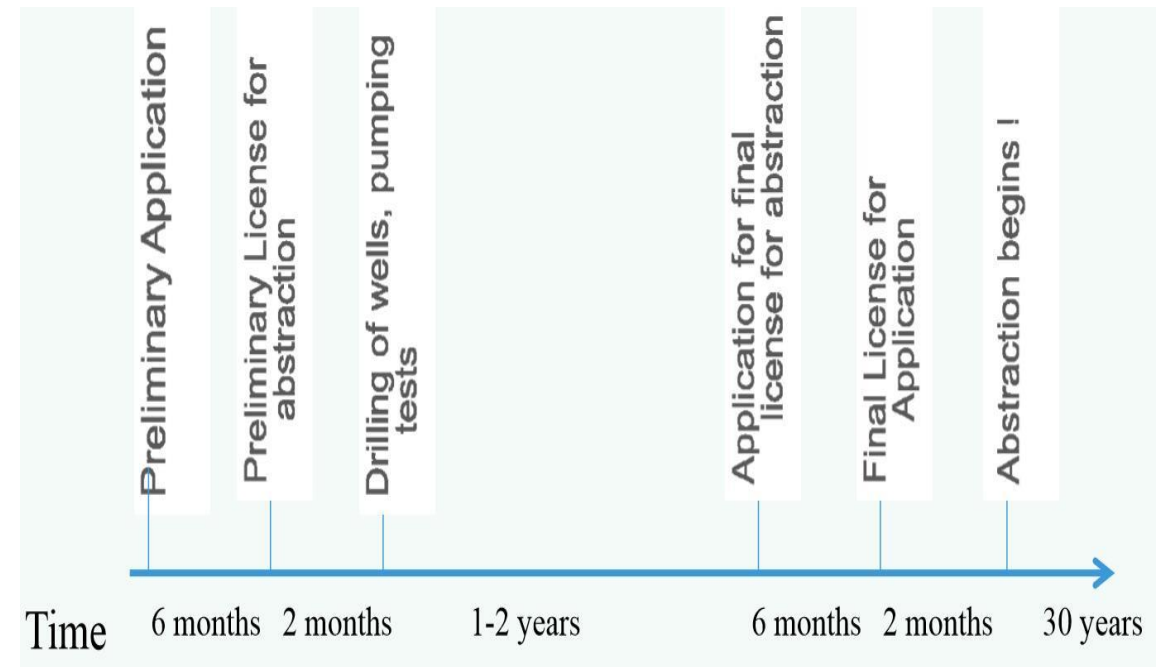 Preliminary Application
Preliminary License for
abstraction
Drilling of wells, pumping
tests
Application for final
license for abstraction
Final License for
Application
Abstraction begins !
Time
6 months
2 months
1-2 years
6 months
2 months
30 years